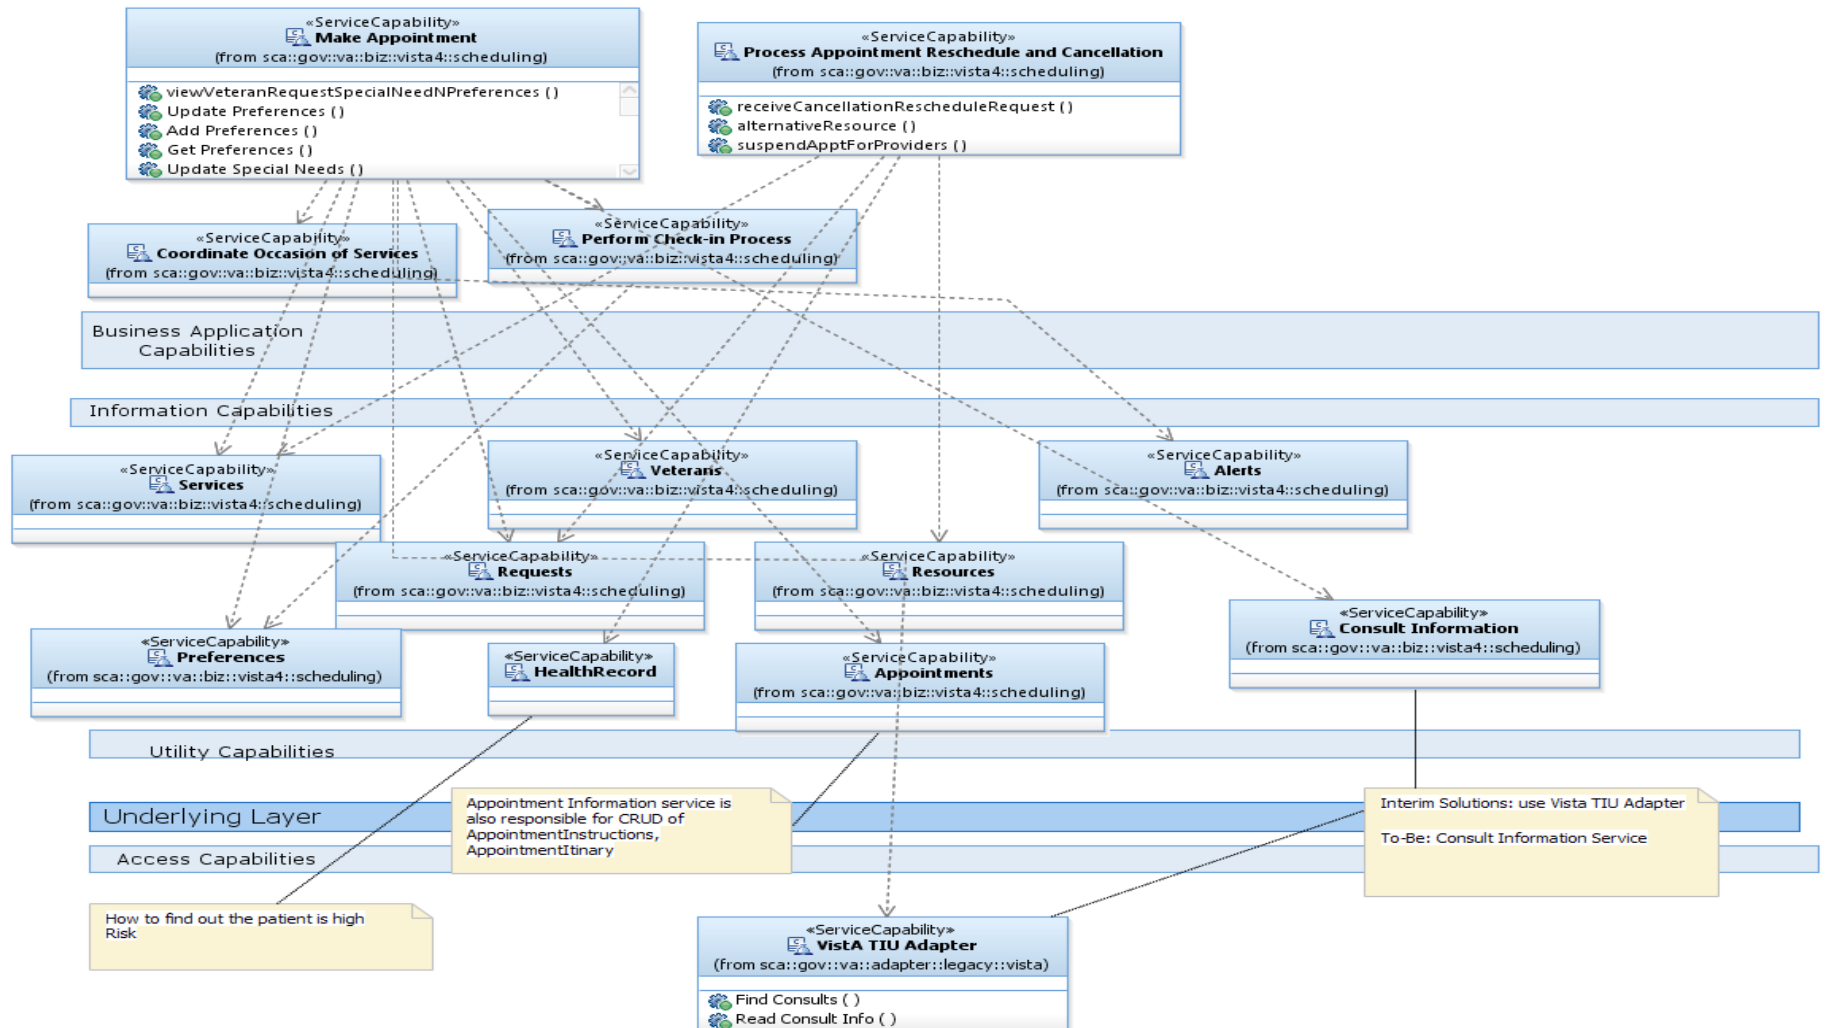 «ServiceCapability»
Make Appointment
(from sca::gov::va::biz::vista4::scheduling)
viewVeteranRequestSpecialNeedNPreferences ( )
Update Preferences ( )
Add Preferences ( )
Get Preferences ( )
Update Special Needs ( )
«ServiceCapability»
Process Appointment Reschedule and Cancellation
(from sca::gov::va::biz::vista4::scheduling)
receiveCancellationRescheduleRequest ( )
alternativeResource ( )
suspendApptForProviders ( )
«ServiceCapability»
Coordinate Occasion of Services
(from sca::gov::va::biz::vista4::scheduling)
«ServiceCapability»
Perform Check-in Process
(from sca::gov::va::biz::vista4::scheduling)
Business Application
Capabilities
Information Capabilities
«ServiceCapability»
Services
(from sca::gov::va::biz::vista4::scheduling)
«ServiceCapability»
Veterans
(from sca::gov::va::biz::vista4::scheduling)
«ServiceCapability»
Alerts
(from sca::gov::va::biz::vista4::scheduling)
«ServiceCapability»
Requests
(from sca::gov::va::biz::vista4::scheduling)
«ServiceCapability»
Resources
(from sca::gov::va::biz::vista4::scheduling)
«ServiceCapability»
Consult Information
(from sca::gov::va::biz::vista4::scheduling)
«ServiceCapability»
Preferences
(from sca::gov::va::biz::vista4::scheduling)
«ServiceCapability»
HealthRecord
«ServiceCapability»
Appointments
(from sca::gov::va::biz::vista4::scheduling)
Utility Capabilities
Underlying Layer
Access Capabilities
Appointment Information service is
also responsible for CRUD of
AppointmentInstructions,
AppointmentItinary
Interim Solutions: use Vista TIU Adapter
To-Be: Consult Information Service
How to find out the patient is high
Risk
«ServiceCapability»
VistA TIU Adapter
(from sca::gov::va::adapter::legacy::vista)
Find Consults ( )
Read Consult Info ( )